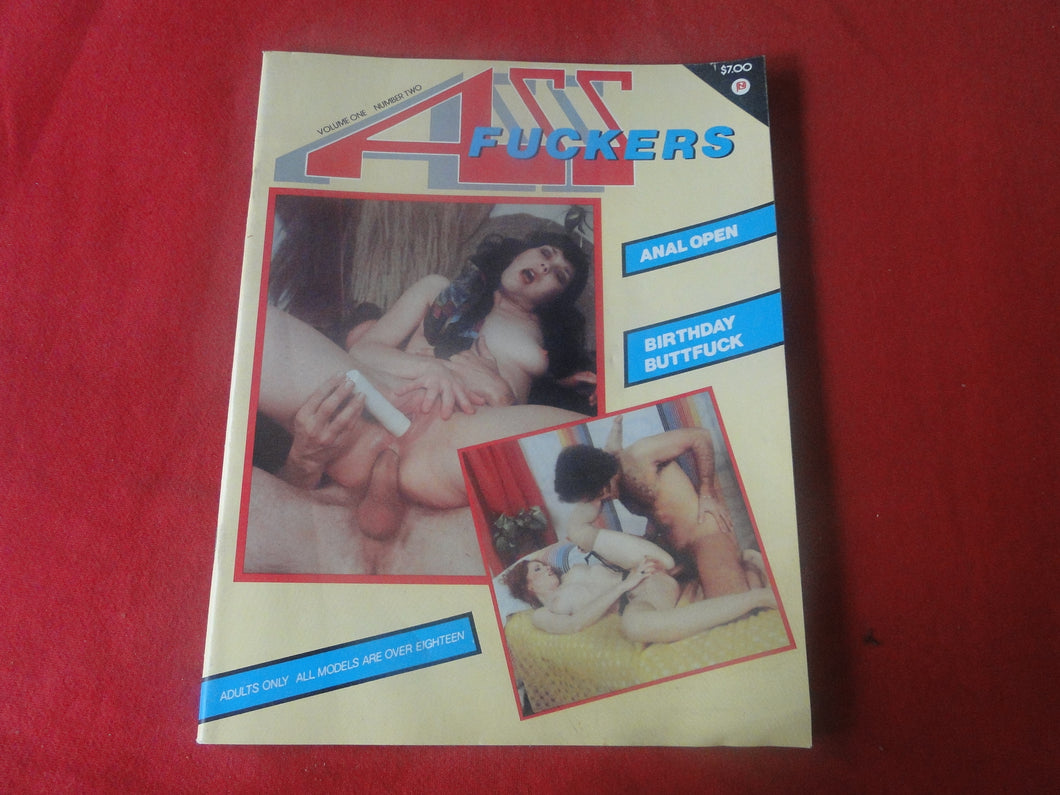 $7.00
VOLUME ONE NUMBER TWO
ASS
FUCKERS
ANAL OPEN
BIRTHDAY
BUTTFUCK
ADULTS ONLY ALL MODELS ARE OVER EIGHTEEN